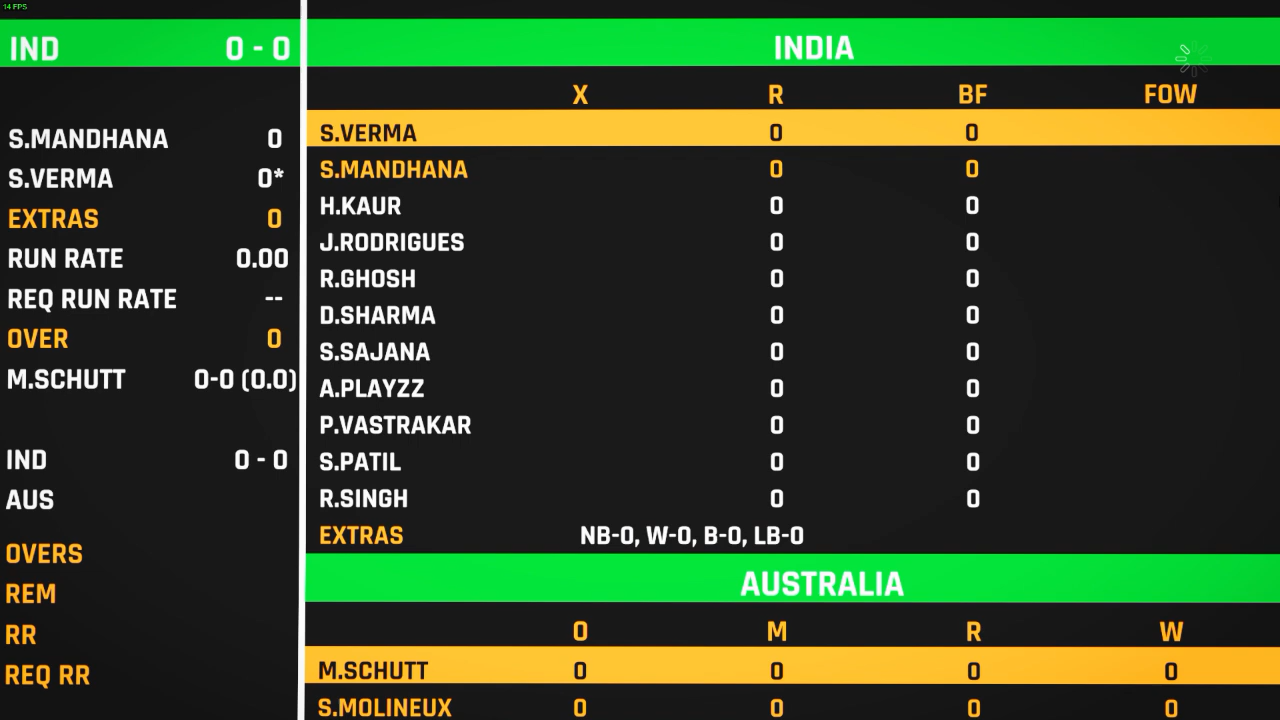 14 FPS
IND 0 - 0
S.MANDHANA 0
S.VERMA 0*
EXTRAS 0
RUN RATE 0.00
REQ RUN RATE --
OVER 0
M.SCHUTT 0-0 (0.0)
IND 0 - 0
AUS
OVERS
REM
RR
REQ RR
INDIA
X R BF FOW
S.VERMA 0 0
S.MANDHANA 0 0
H.KAUR 0 0
J.RODRIGUES 0 0
R.GHOSH 0 0
D.SHARMA 0 0
S.SAJANA 0 0
A.PLAYZZ 0 0
P.VASTRAKAR 0 0
S.PATIL 0 0
R.SINGH 0 0
EXTRAS NB-0, W-0, B-0, LB-0
AUSTRALIA
O M R W
M.SCHUTT 0 0 0 0
S.MOLINEUX 0 0 0 0